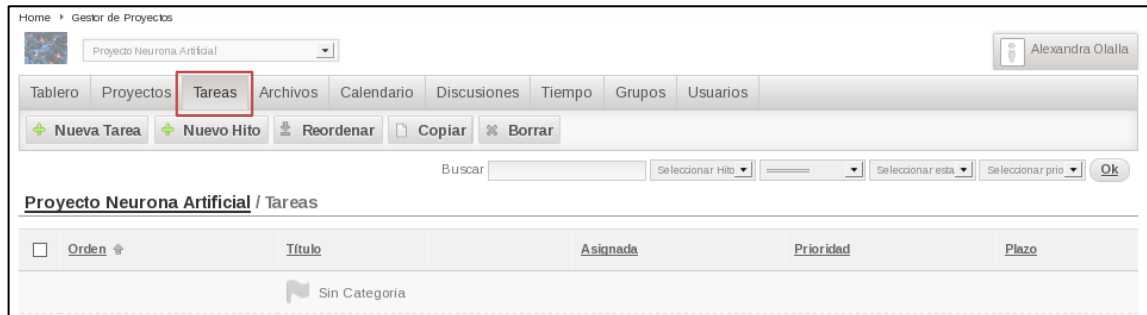 Home Gestor de Proyectos
Proyecto Neurona Artificial
Alexandra Olalla
Tablero Proyectos Tareas Archivos Calendario Discusiones Tiempo Grupos Usuarios
Nueva Tarea Nuevo Hito Reordenar Copiar Borrar
Buscar Seleccionar Hito Seleccionar esta Seleccionar prio Ok
Proyecto Neurona Artificial / Tareas
Orden Título Asignada Prioridad Plazo
Sin Categoría